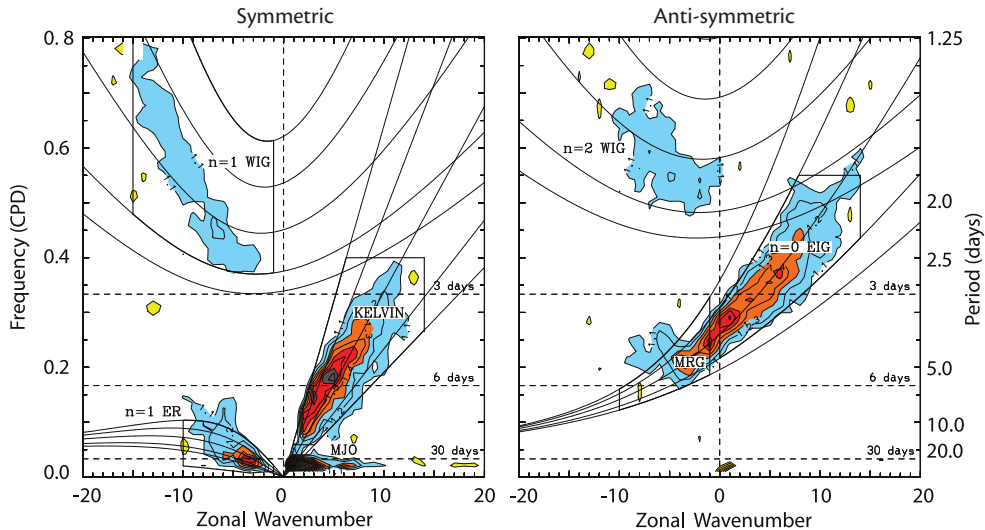 Symmetric
Anti-symmetric
0.8
0.6
0.4
0.2
0.0
Frequency (CPD)
n=1 WIG
3 days
KELVIN
6 days
n=1 ER
MJO
30 days
-20 -10 0 10 20
Zonal Wavenumber
n=2 WIG
n=0 EIG
3 days
MRG
6 days
30 days
-20 -10 0 10 20
Zonal Wavenumber
1.25
2.0
2.5
5.0
10.0
20.0
Period (days)